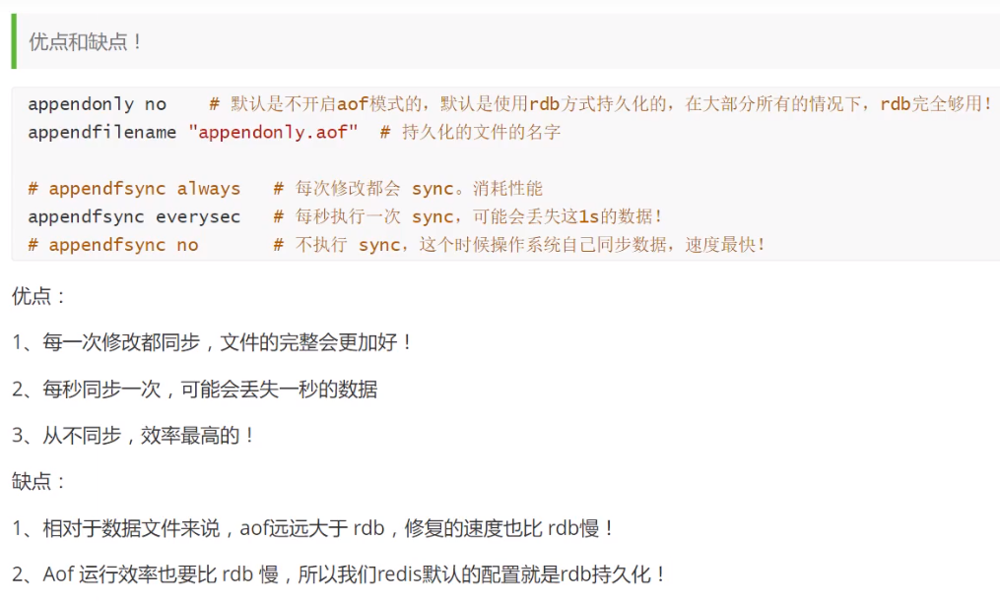 优点和缺点！
appendonly no    # 默认是不开启aof模式的，默认是使用rdb方式持久化的，在大部分所有的情况下，rdb完全够用！
appendfilename "appendonly.aof"  # 持久化的文件的名字
# appendfsync always   # 每次修改都会 sync。消耗性能
appendfsync everysec   # 每秒执行一次 sync，可能会丢失这1s的数据！
# appendfsync no       # 不执行 sync，这个时候操作系统自己同步数据，速度最快！
优点：
1、每一次修改都同步，文件的完整会更加好！
2、每秒同步一次，可能会丢失一秒的数据
3、从不同步，效率最高的！
缺点：
1、相对于数据文件来说，aof远远大于 rdb，修复的速度也比 rdb慢！
2、Aof 运行效率也要比 rdb 慢，所以我们redis默认的配置就是rdb持久化！